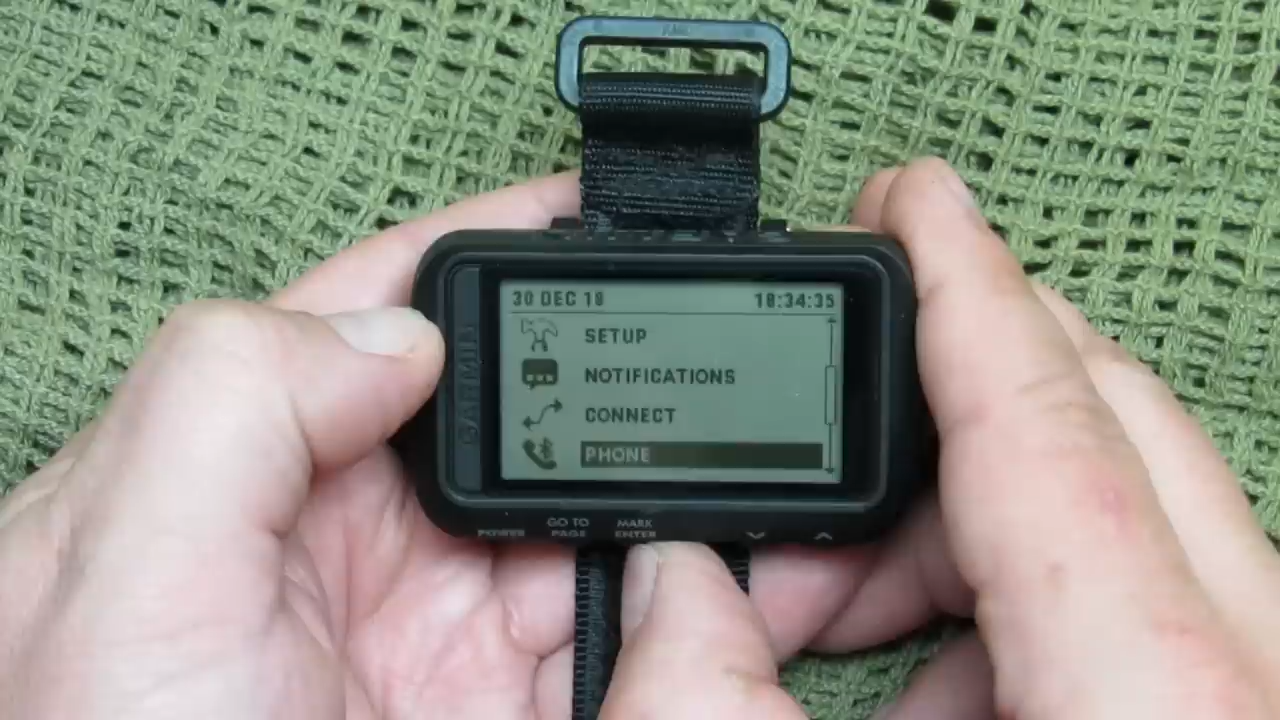 30 DEC 18
18:34:35
SETUP
NOTIFICATIONS
CONNECT
PHONE
GARMIN
POWER
GO TO
PAGE
MARK
ENTER